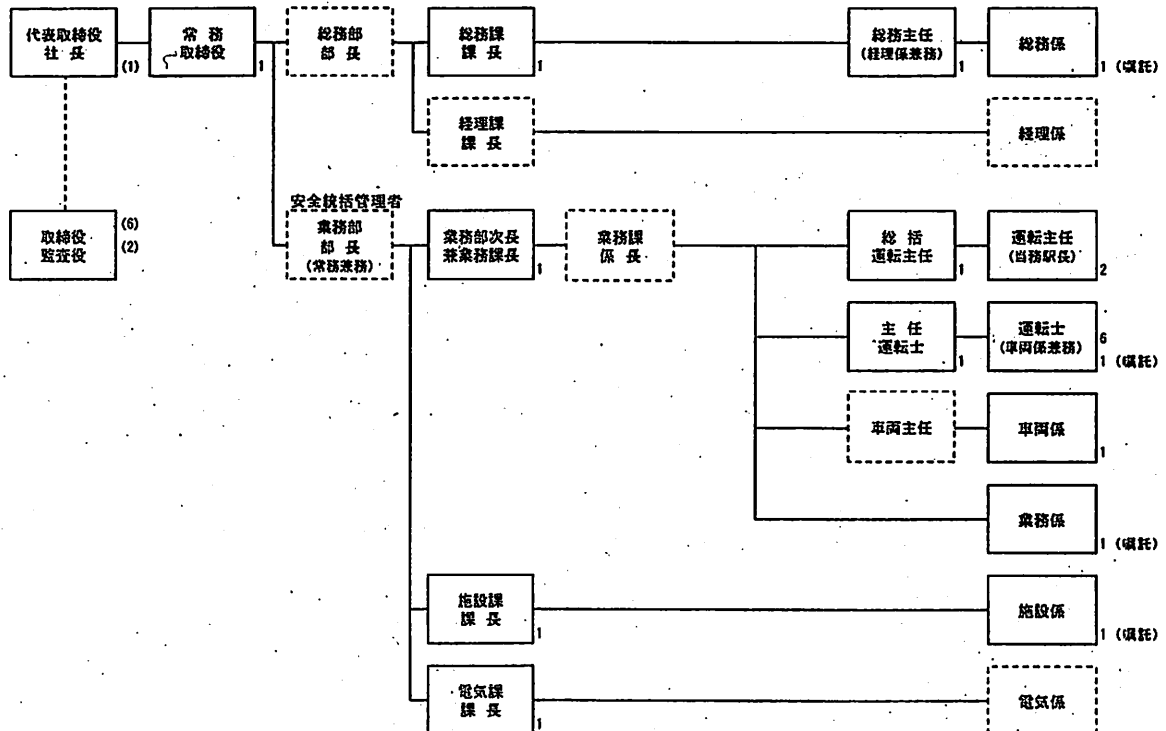 代表取締役
社 長
(1)
常 務
取締役
1
総務部
部 長
総務課
課 長
1
総務主任
(経理係兼務)
1
総務係
1 (嘱託)
経理課
課 長
経理係
取締役
監査役
(6)
(2)
安全統括管理者
業務部
部 長
(常務兼務)
業務部次長
兼業務課長
1
業務課
係 長
総 括
運転主任
1
運転主任
(当務駅長)
2
主 任
運転士
1
運転士
(車両係兼務)
6
1 (嘱託)
車両主任
車両係
1
業務係
1 (嘱託)
施設課
課 長
1
施設係
1 (嘱託)
電気課
課 長
1
電気係